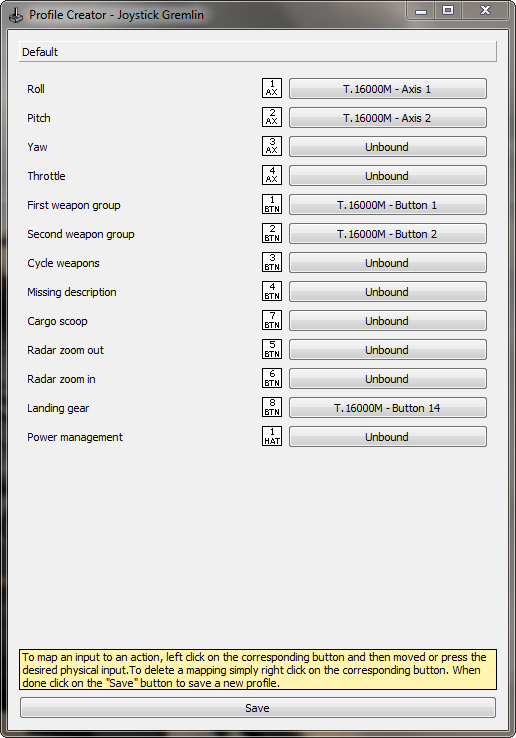 Profile Creator - Joystick Gremlin
Default
Roll 1 AX T.16000M - Axis 1
Pitch 2 AX T.16000M - Axis 2
Yaw 3 AX Unbound
Throttle 4 AX Unbound
First weapon group 1 BTN T.16000M - Button 1
Second weapon group 2 BTN T.16000M - Button 2
Cycle weapons 3 BTN Unbound
Missing description 4 BTN Unbound
Cargo scoop 7 BTN Unbound
Radar zoom out 5 BTN Unbound
Radar zoom in 6 BTN Unbound
Landing gear 8 BTN T.16000M - Button 14
Power management 1 HAT Unbound
To map an input to an action, left click on the corresponding button and then moved or press the
desired physical input.To delete a mapping simply right click on the corresponding button. When
done click on the "Save" button to save a new profile.
Save